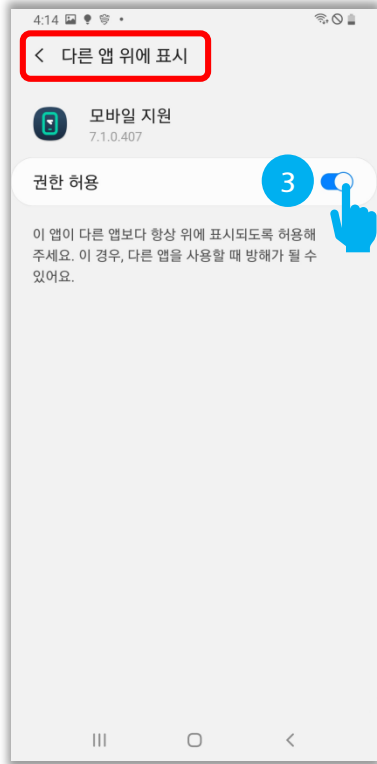 4:14
다른 앱 위에 표시
모바일 지원
7.1.0.407
권한 허용
3
이 앱이 다른 앱보다 항상 위에 표시되도록 허용해
주세요. 이 경우, 다른 앱을 사용할 때 방해가 될 수
있어요.